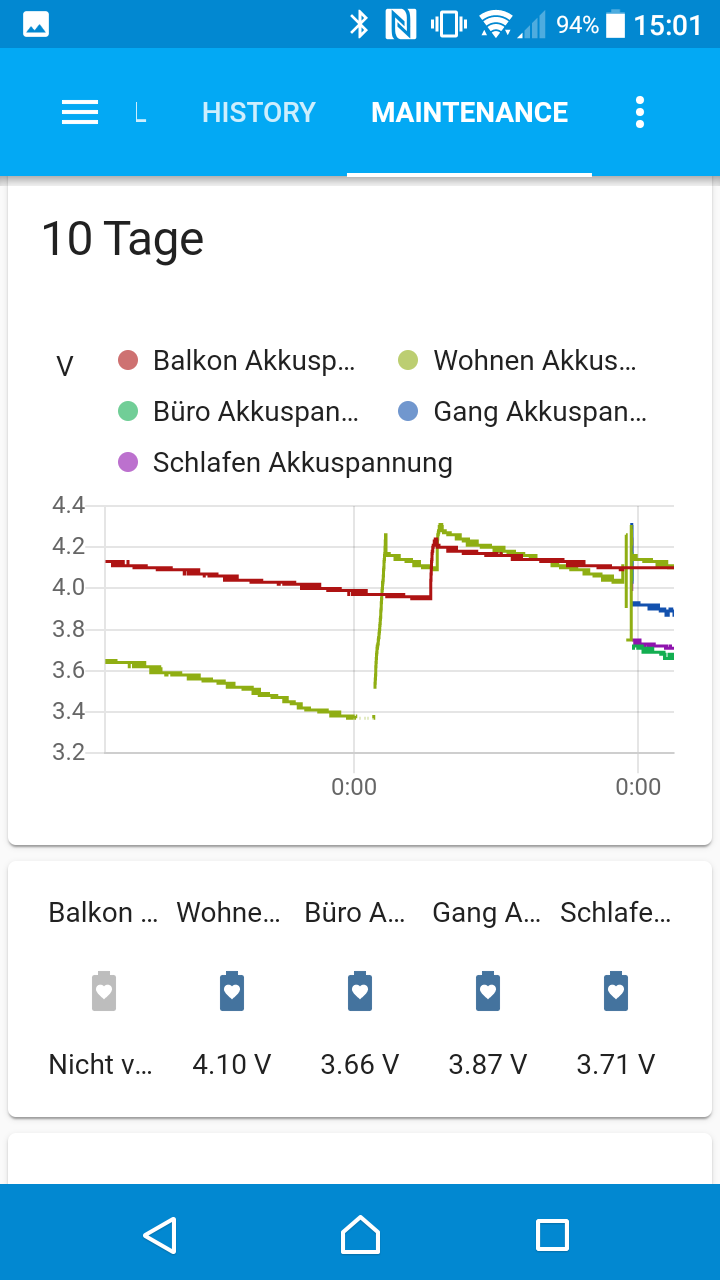 94% 15:01
L HISTORY MAINTENANCE
10 Tage
V Balkon Akkusp... Wohnen Akkus...
Büro Akkuspan... Gang Akkuspan...
Schlafen Akkuspannung
4.4
4.2
4.0
3.8
3.6
3.4
3.2
0:00 0:00
Balkon ... Wohne... Büro A... Gang A... Schlafe...
Nicht v... 4.10 V 3.66 V 3.87 V 3.71 V